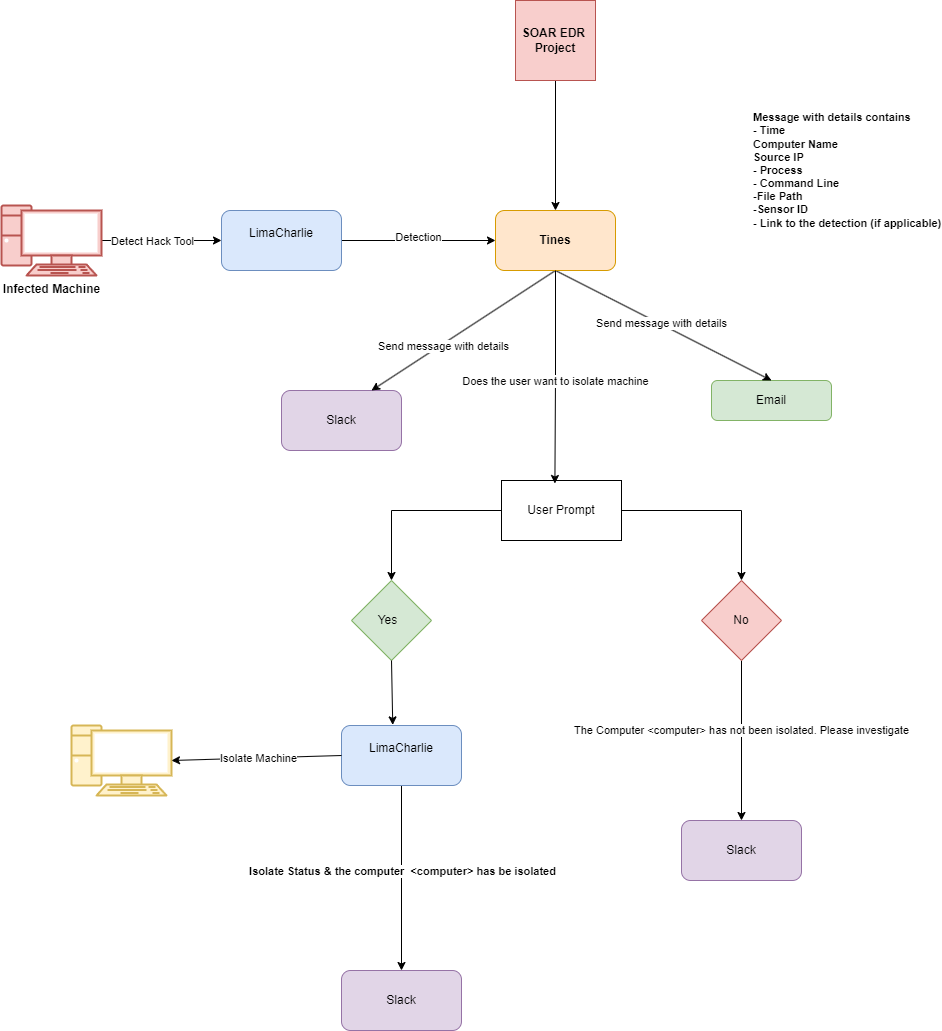 SOAR EDR
Project
Message with details contains
- Time
Computer Name
Source IP
- Process
- Command Line
-File Path
-Sensor ID
- Link to the detection (if applicable)
Infected Machine
Detect Hack Tool
LimaCharlie
Detection
Tines
Send message with details
Send message with details
Does the user want to isolate machine
Slack
Email
User Prompt
Yes
No
The Computer <computer> has not been isolated. Please investigate
LimaCharlie
Isolate Machine
Slack
Isolate Status & the computer  <computer> has be isolated
Slack